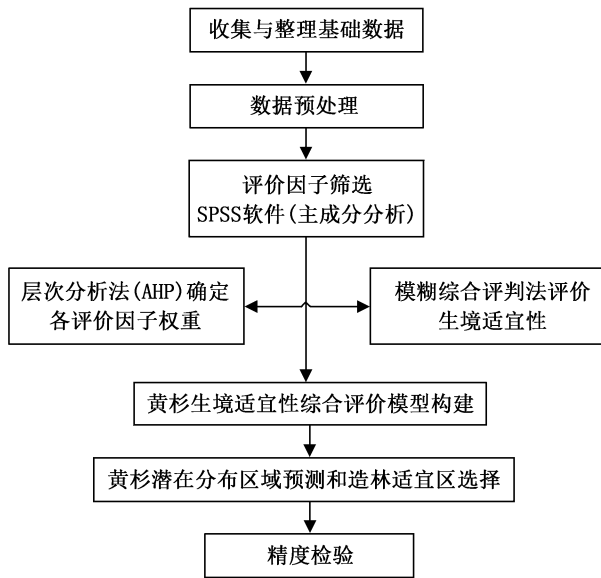 收集与整理基础数据
数据预处理
评价因子筛选
SPSS软件(主成分分析)
层次分析法(AHP)确定
各评价因子权重
模糊综合评判法评价
生境适宜性
黄杉生境适宜性综合评价模型构建
黄杉潜在分布区域预测和造林适宜区选择
精度检验